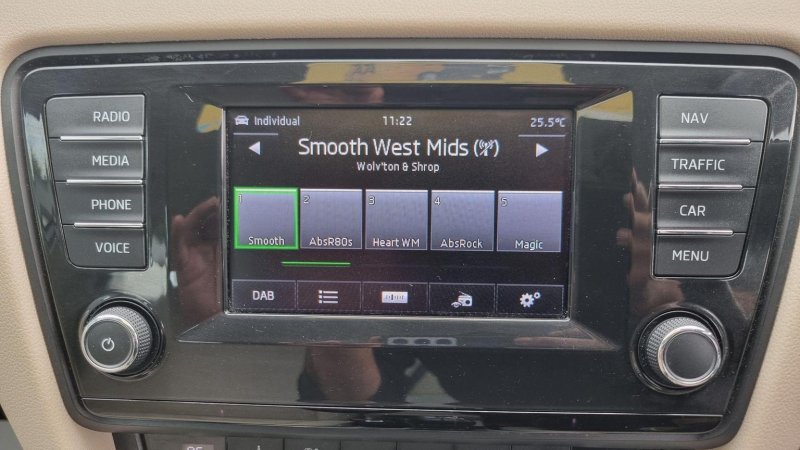 RADIO
MEDIA
PHONE
VOICE
Individual 11:22 25.5°C
Smooth West Mids
Wolv'ton & Shrop
1 2 3 4 5
Smooth AbsR80s Heart WM AbsRock Magic
DAB
NAV
TRAFFIC
CAR
MENU